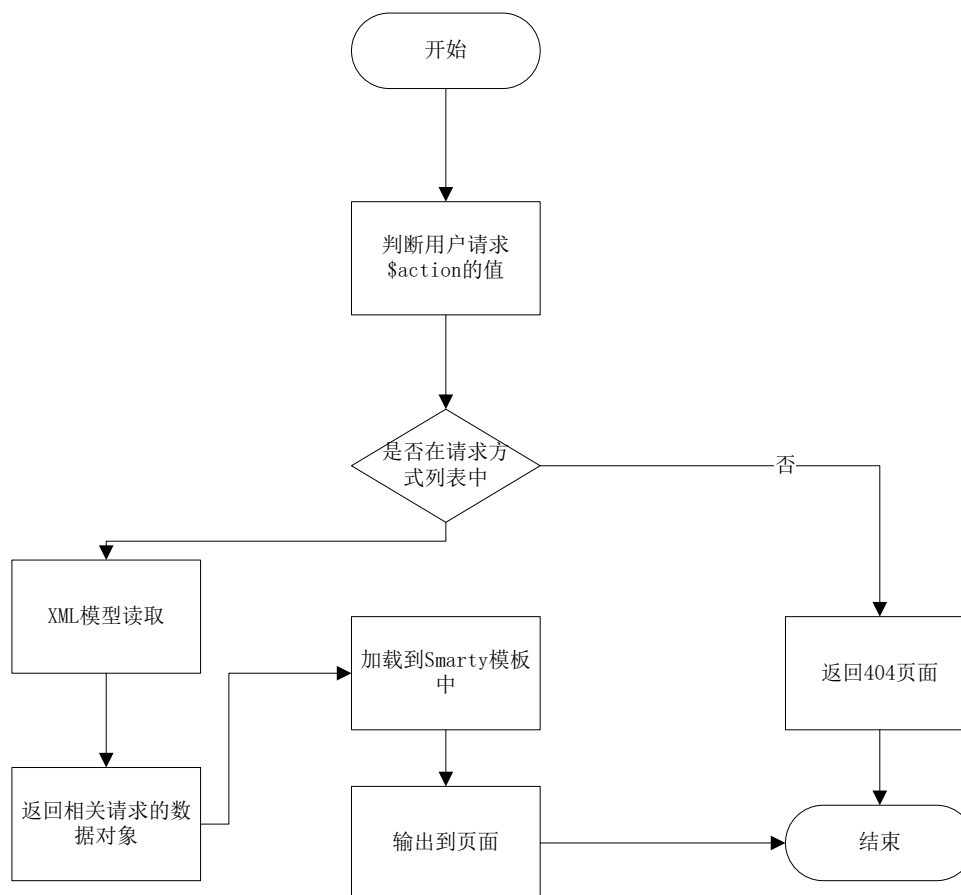 开始
判断用户请求
$action的值
是否在请求方
式列表中
否
XML模型读取
加载到Smarty模板
中
返回404页面
返回相关请求的数
据对象
输出到页面
结束